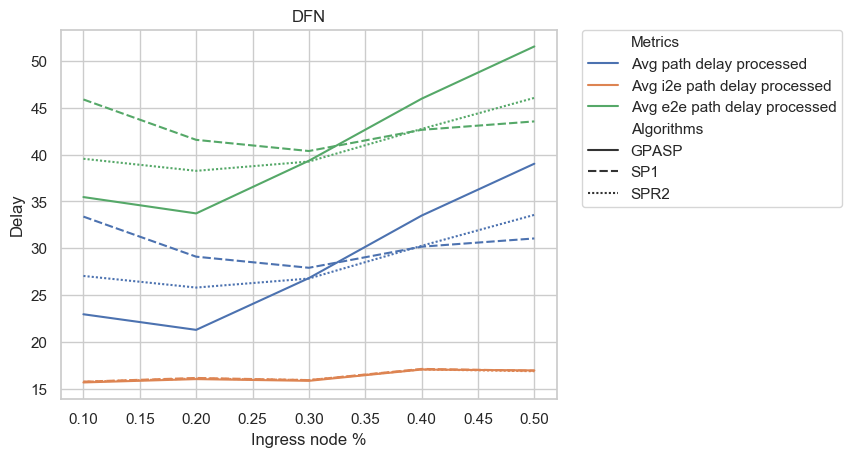 DFN
Delay
50
45
40
35
30
25
20
15
0.10 0.15 0.20 0.25 0.30 0.35 0.40 0.45 0.50
Ingress node %
Metrics
Avg path delay processed
Avg i2e path delay processed
Avg e2e path delay processed
Algorithms
GPASP
SP1
SPR2